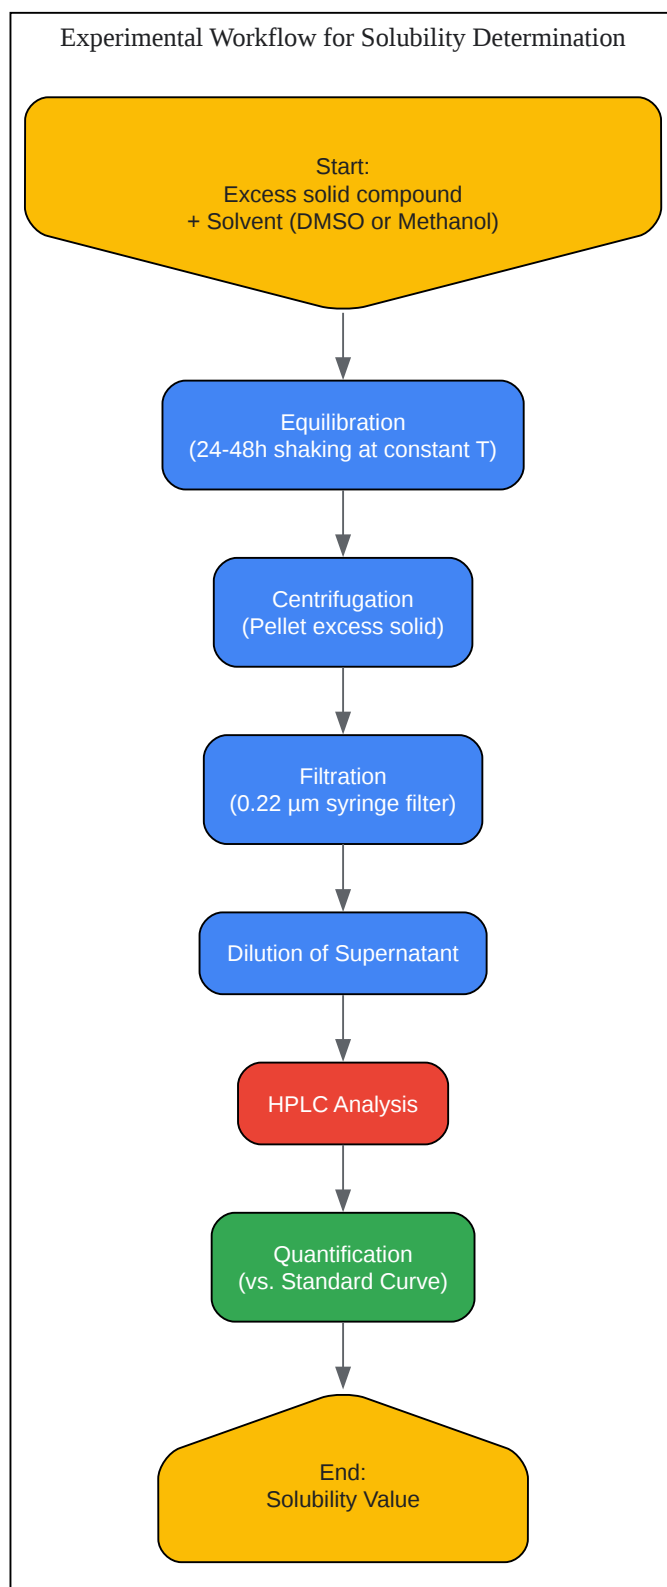 Experimental Workflow for Solubility Determination
Start:
Excess solid compound
+ Solvent (DMSO or Methanol)
Equilibration
(24-48h shaking at constant T)
Centrifugation
(Pellet excess solid)
Filtration
(0.22 µm syringe filter)
Dilution of Supernatant
HPLC Analysis
Quantification
(vs. Standard Curve)
End:
Solubility Value